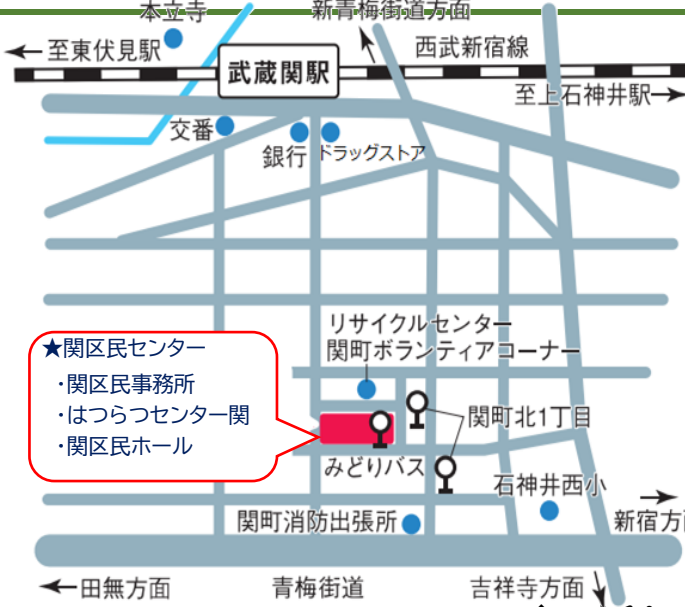 本立寺
新青梅街道方面
←至東伏見駅
武蔵関駅
西武新宿線
至上石神井駅→
交番
銀行
ドラッグストア
リサイクルセンター
関町ボランティアコーナー
★関区民センター
・関区民事務所
・はつらつセンター関
・関区民ホール
関町北1丁目
みどりバス
石神井西小
関町消防出張所
新宿方
←田無方面
青梅街道
吉祥寺方面